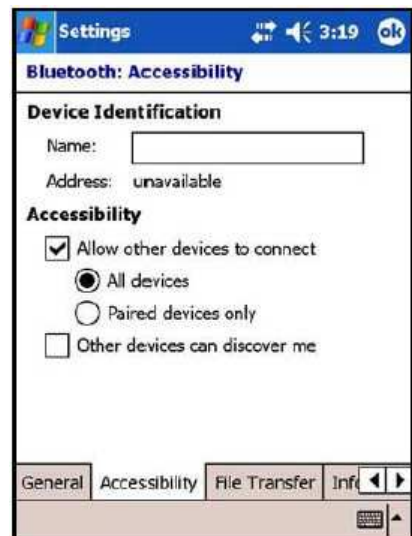 Settings 3:19 ok
Bluetooth: Accessibility
Device Identification
Name:
Address: unavailable
Accessibility
Allow other devices to connect
All devices
Paired devices only
Other devices can discover me
General Accessibility File Transfer Inf